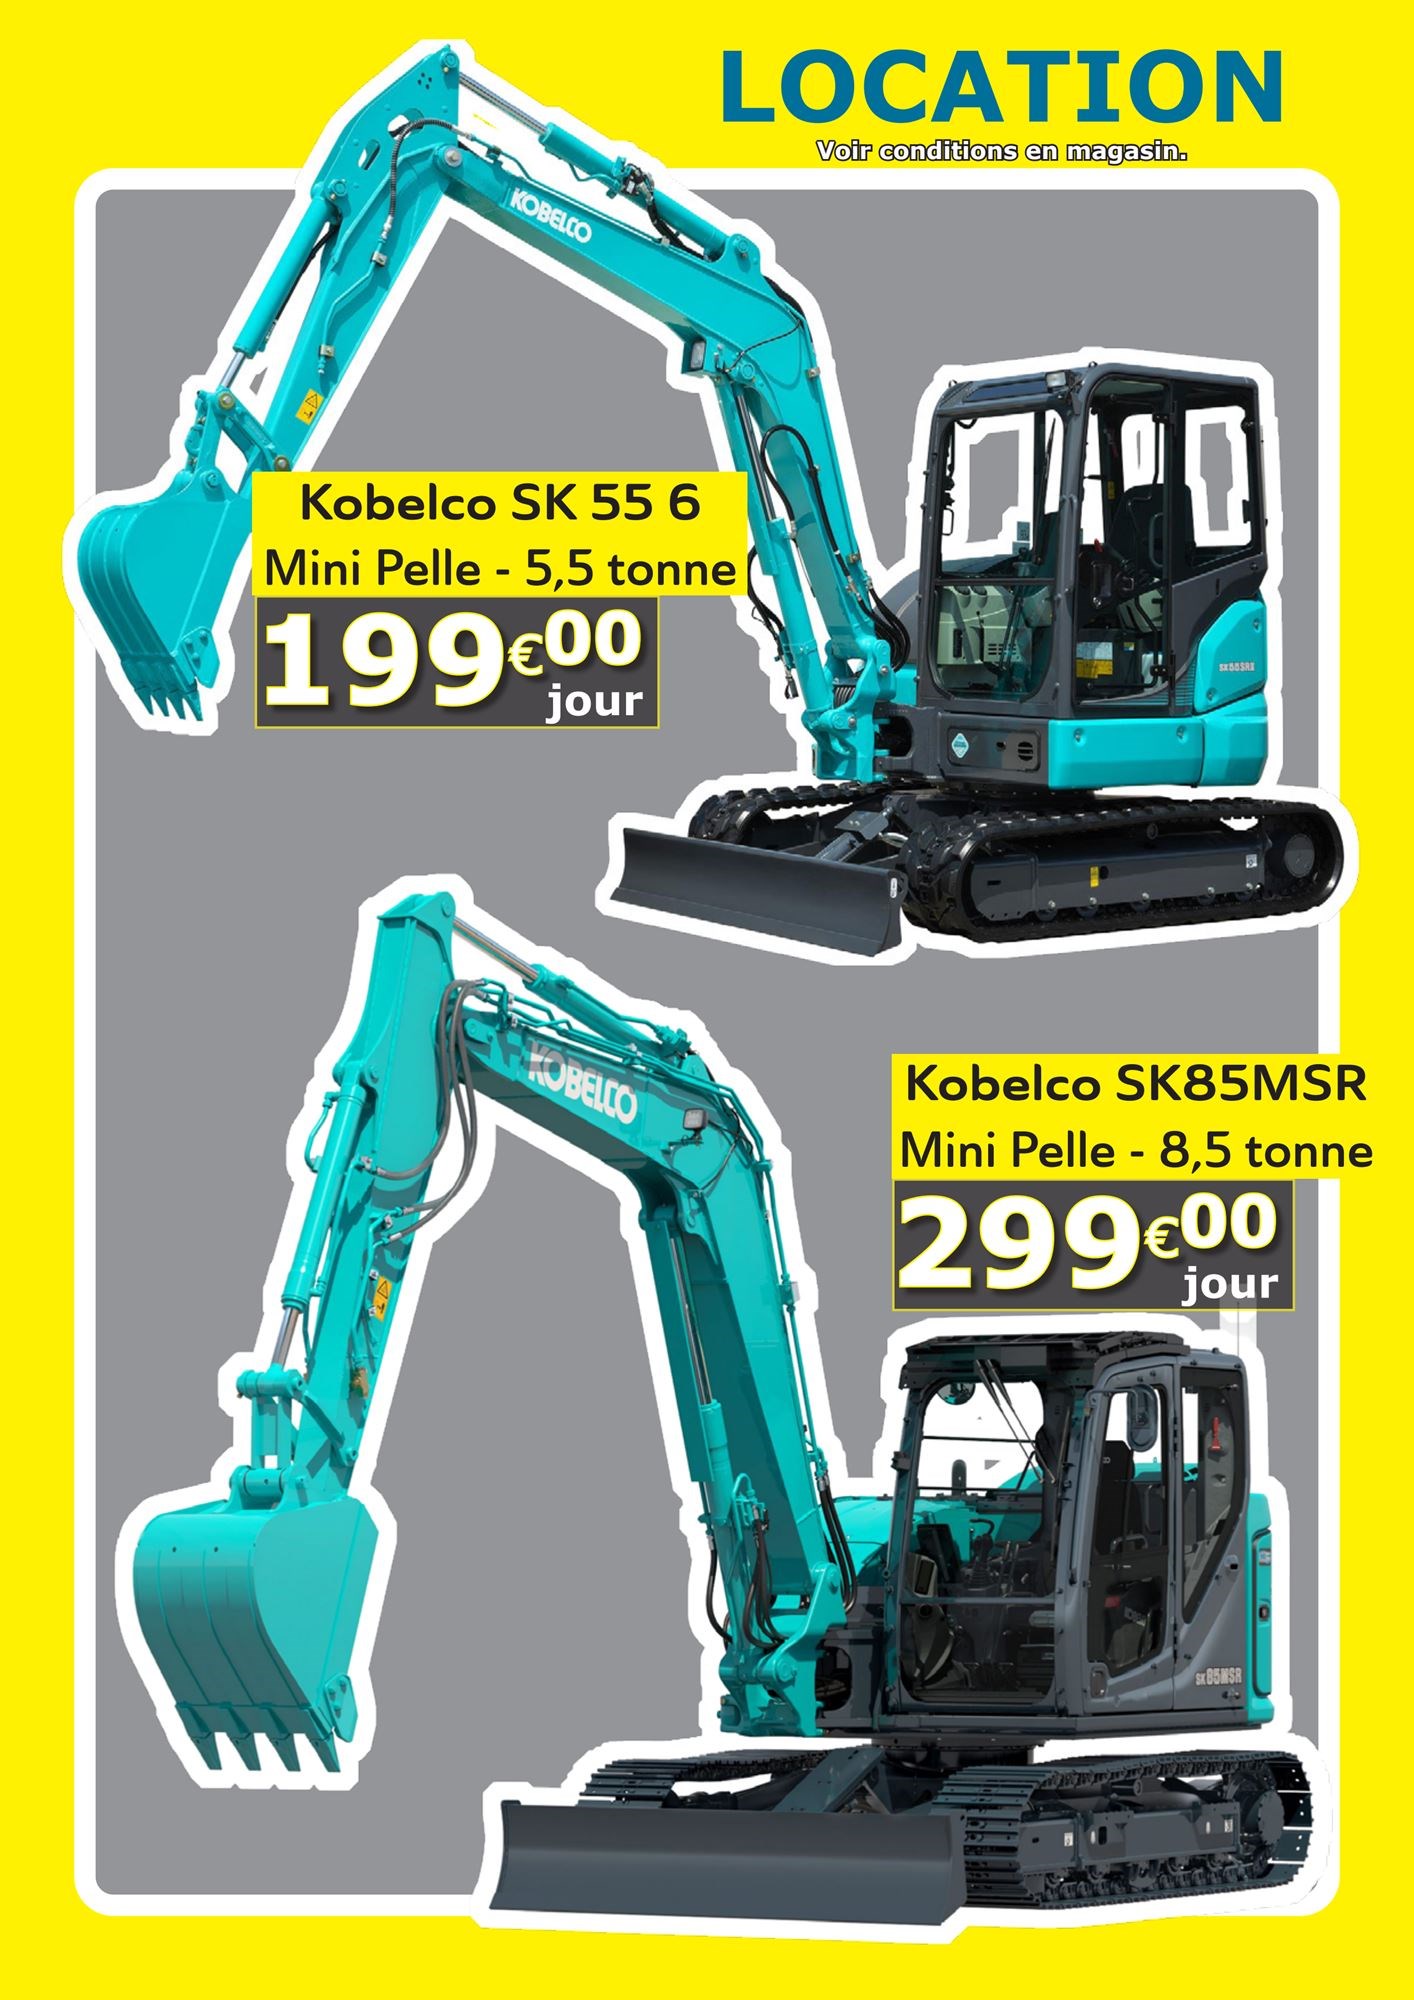 LOCATION
Voir conditions en magasin.
KOBELCO
Kobelco SK 55 6
Mini Pelle - 5,5 tonne
199€00
jour
SK55SRX
KOBELCO
Kobelco SK85MSR
Mini Pelle - 8,5 tonne
299€00
jour
SK85MSR